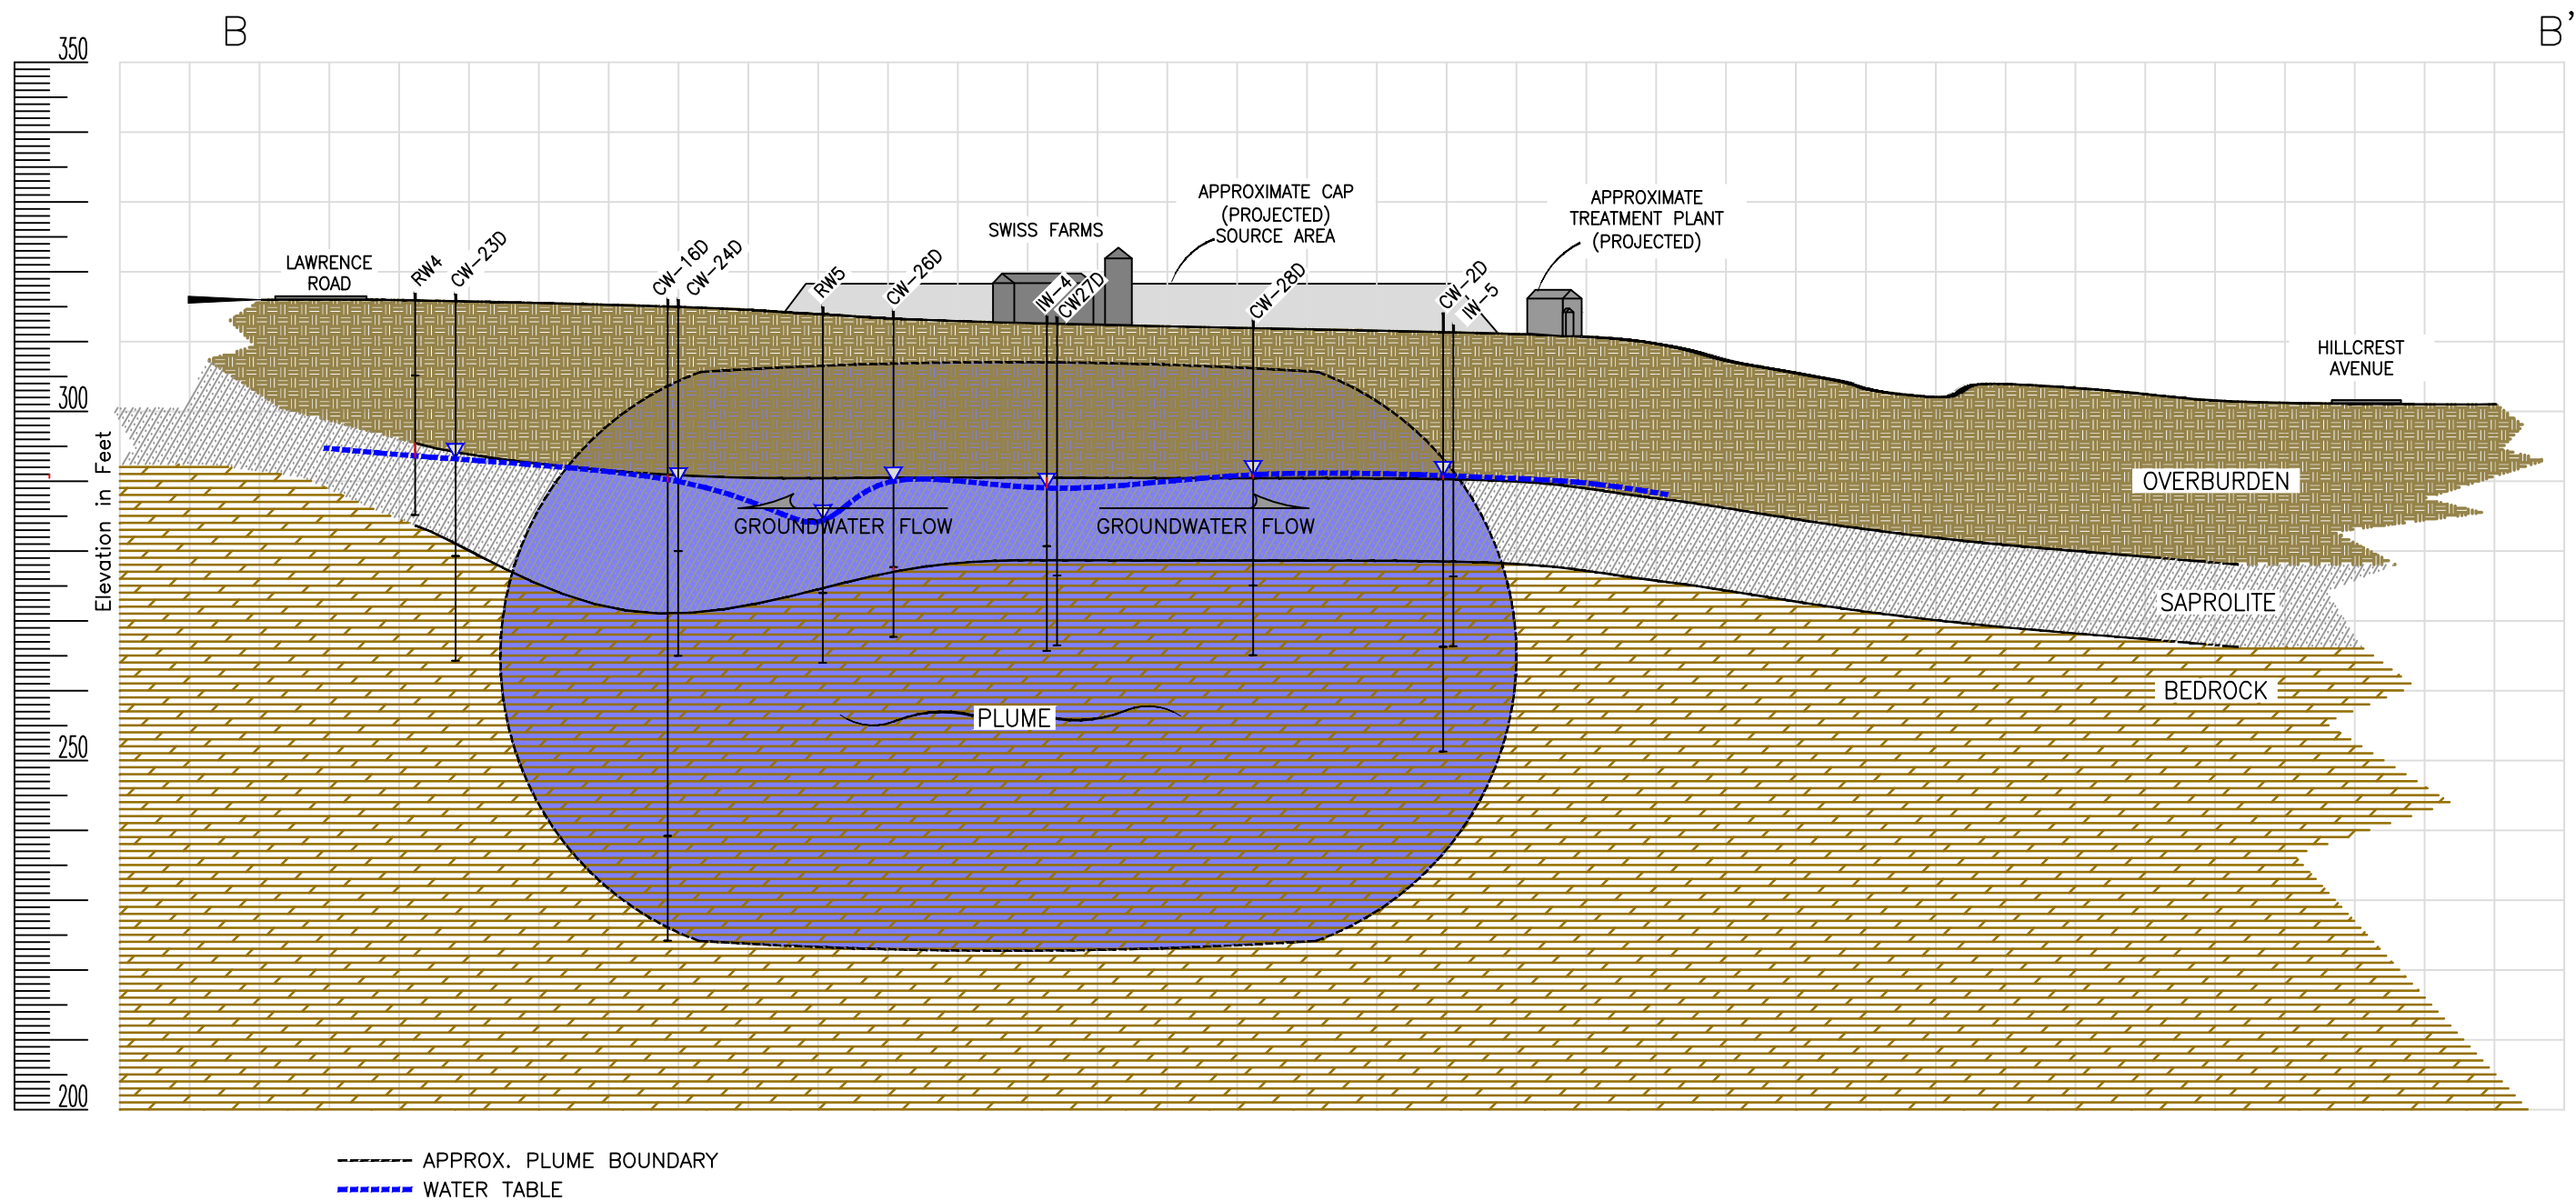 B
B'
350
300
250
200
Elevation in Feet
LAWRENCE
ROAD
RW4
CW-23D
CW-16D
CW-24D
RW5
CW-26D
SWISS FARMS
IW-4
CW27D
APPROXIMATE CAP
(PROJECTED)
SOURCE AREA
CW-28D
CW-2D
IW-5
APPROXIMATE
TREATMENT PLANT
(PROJECTED)
HILLCREST
AVENUE
GROUNDWATER FLOW
GROUNDWATER FLOW
OVERBURDEN
SAPROLITE
BEDROCK
PLUME
APPROX. PLUME BOUNDARY
WATER TABLE